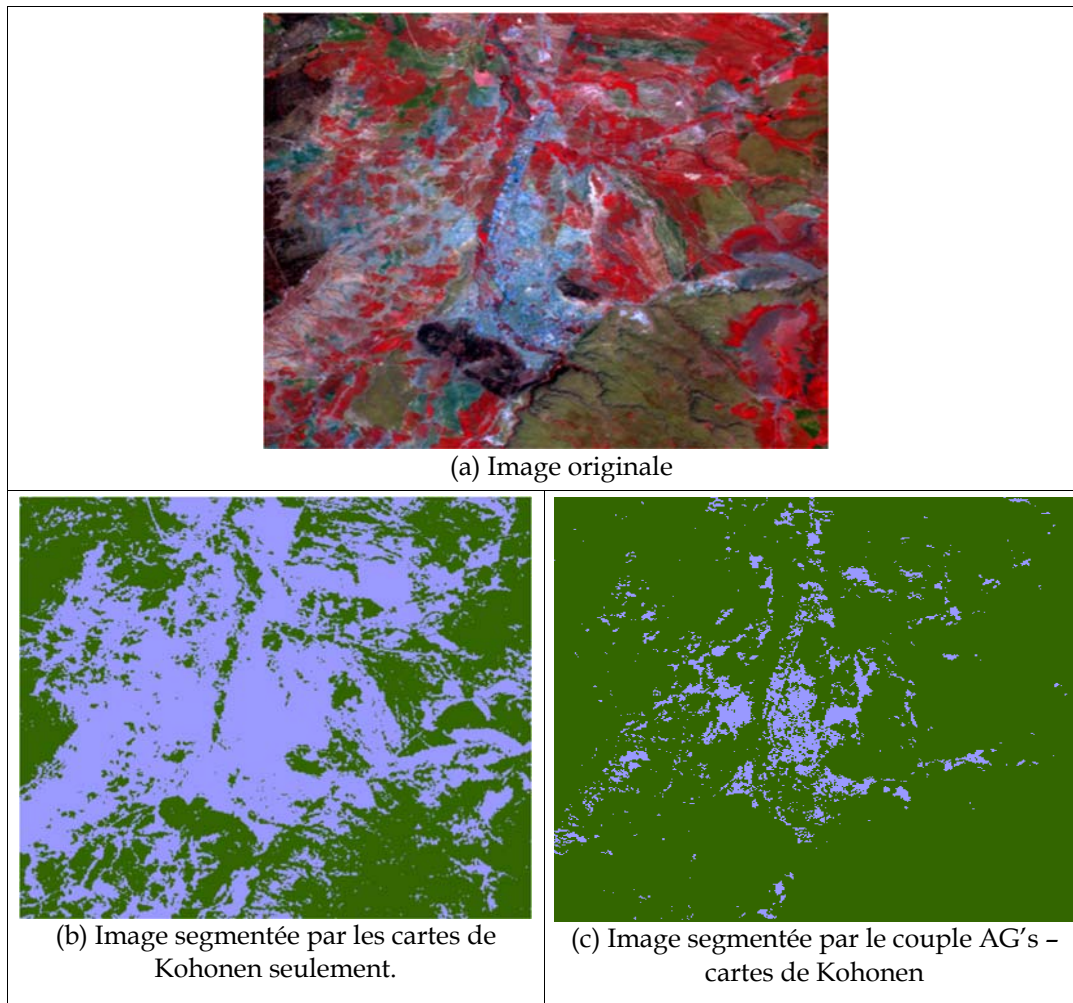 (a) Image originale
(b) Image segmentée par les cartes de
Kohonen seulement.
(c) Image segmentée par le couple AG’s –
cartes de Kohonen